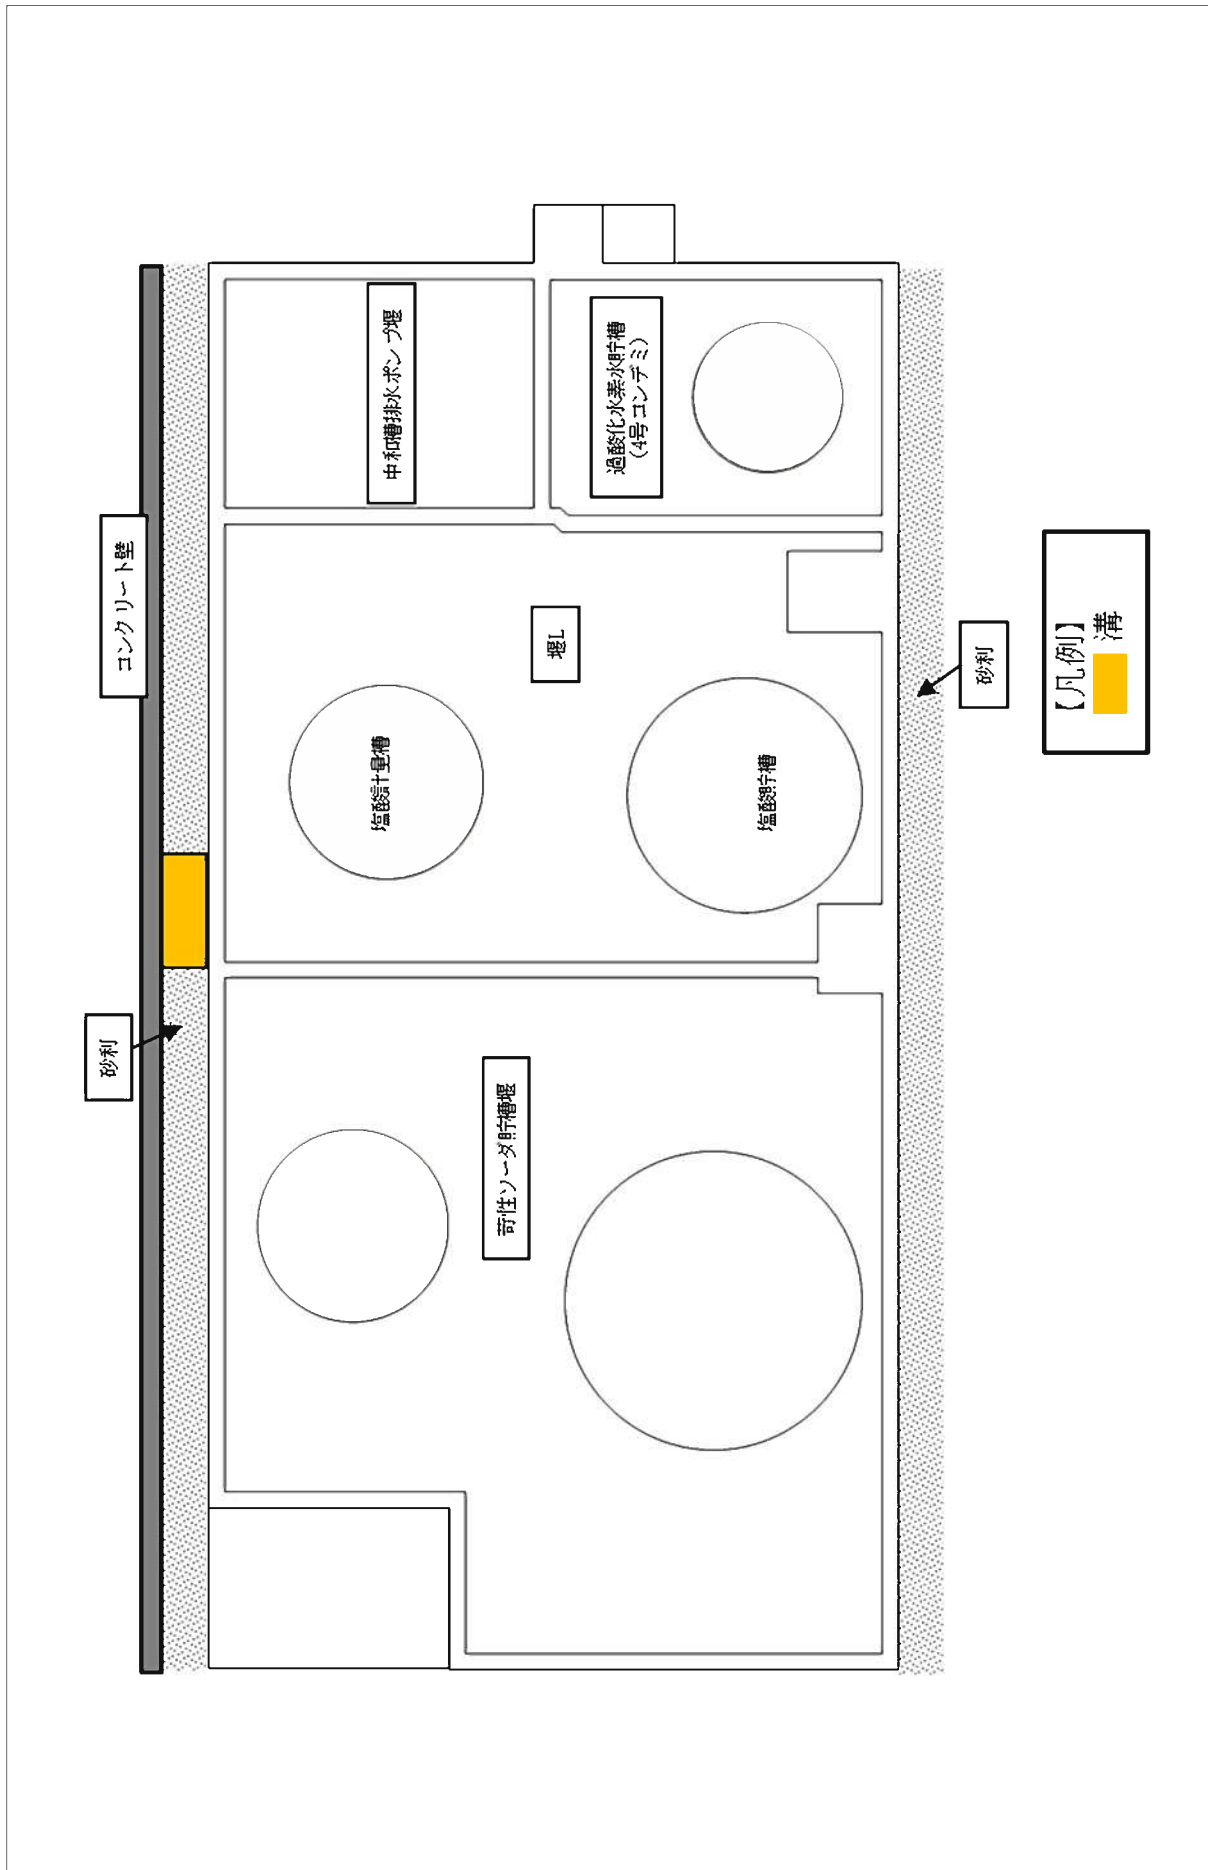 コンクリート壁
砂利
中和槽排水ポンプ堰
塩酸計量槽
堰L
苛性ソーダ貯槽堰
過酸化水素水貯槽
(4号コンデミ)
塩酸貯槽
砂利
【凡例】
溝